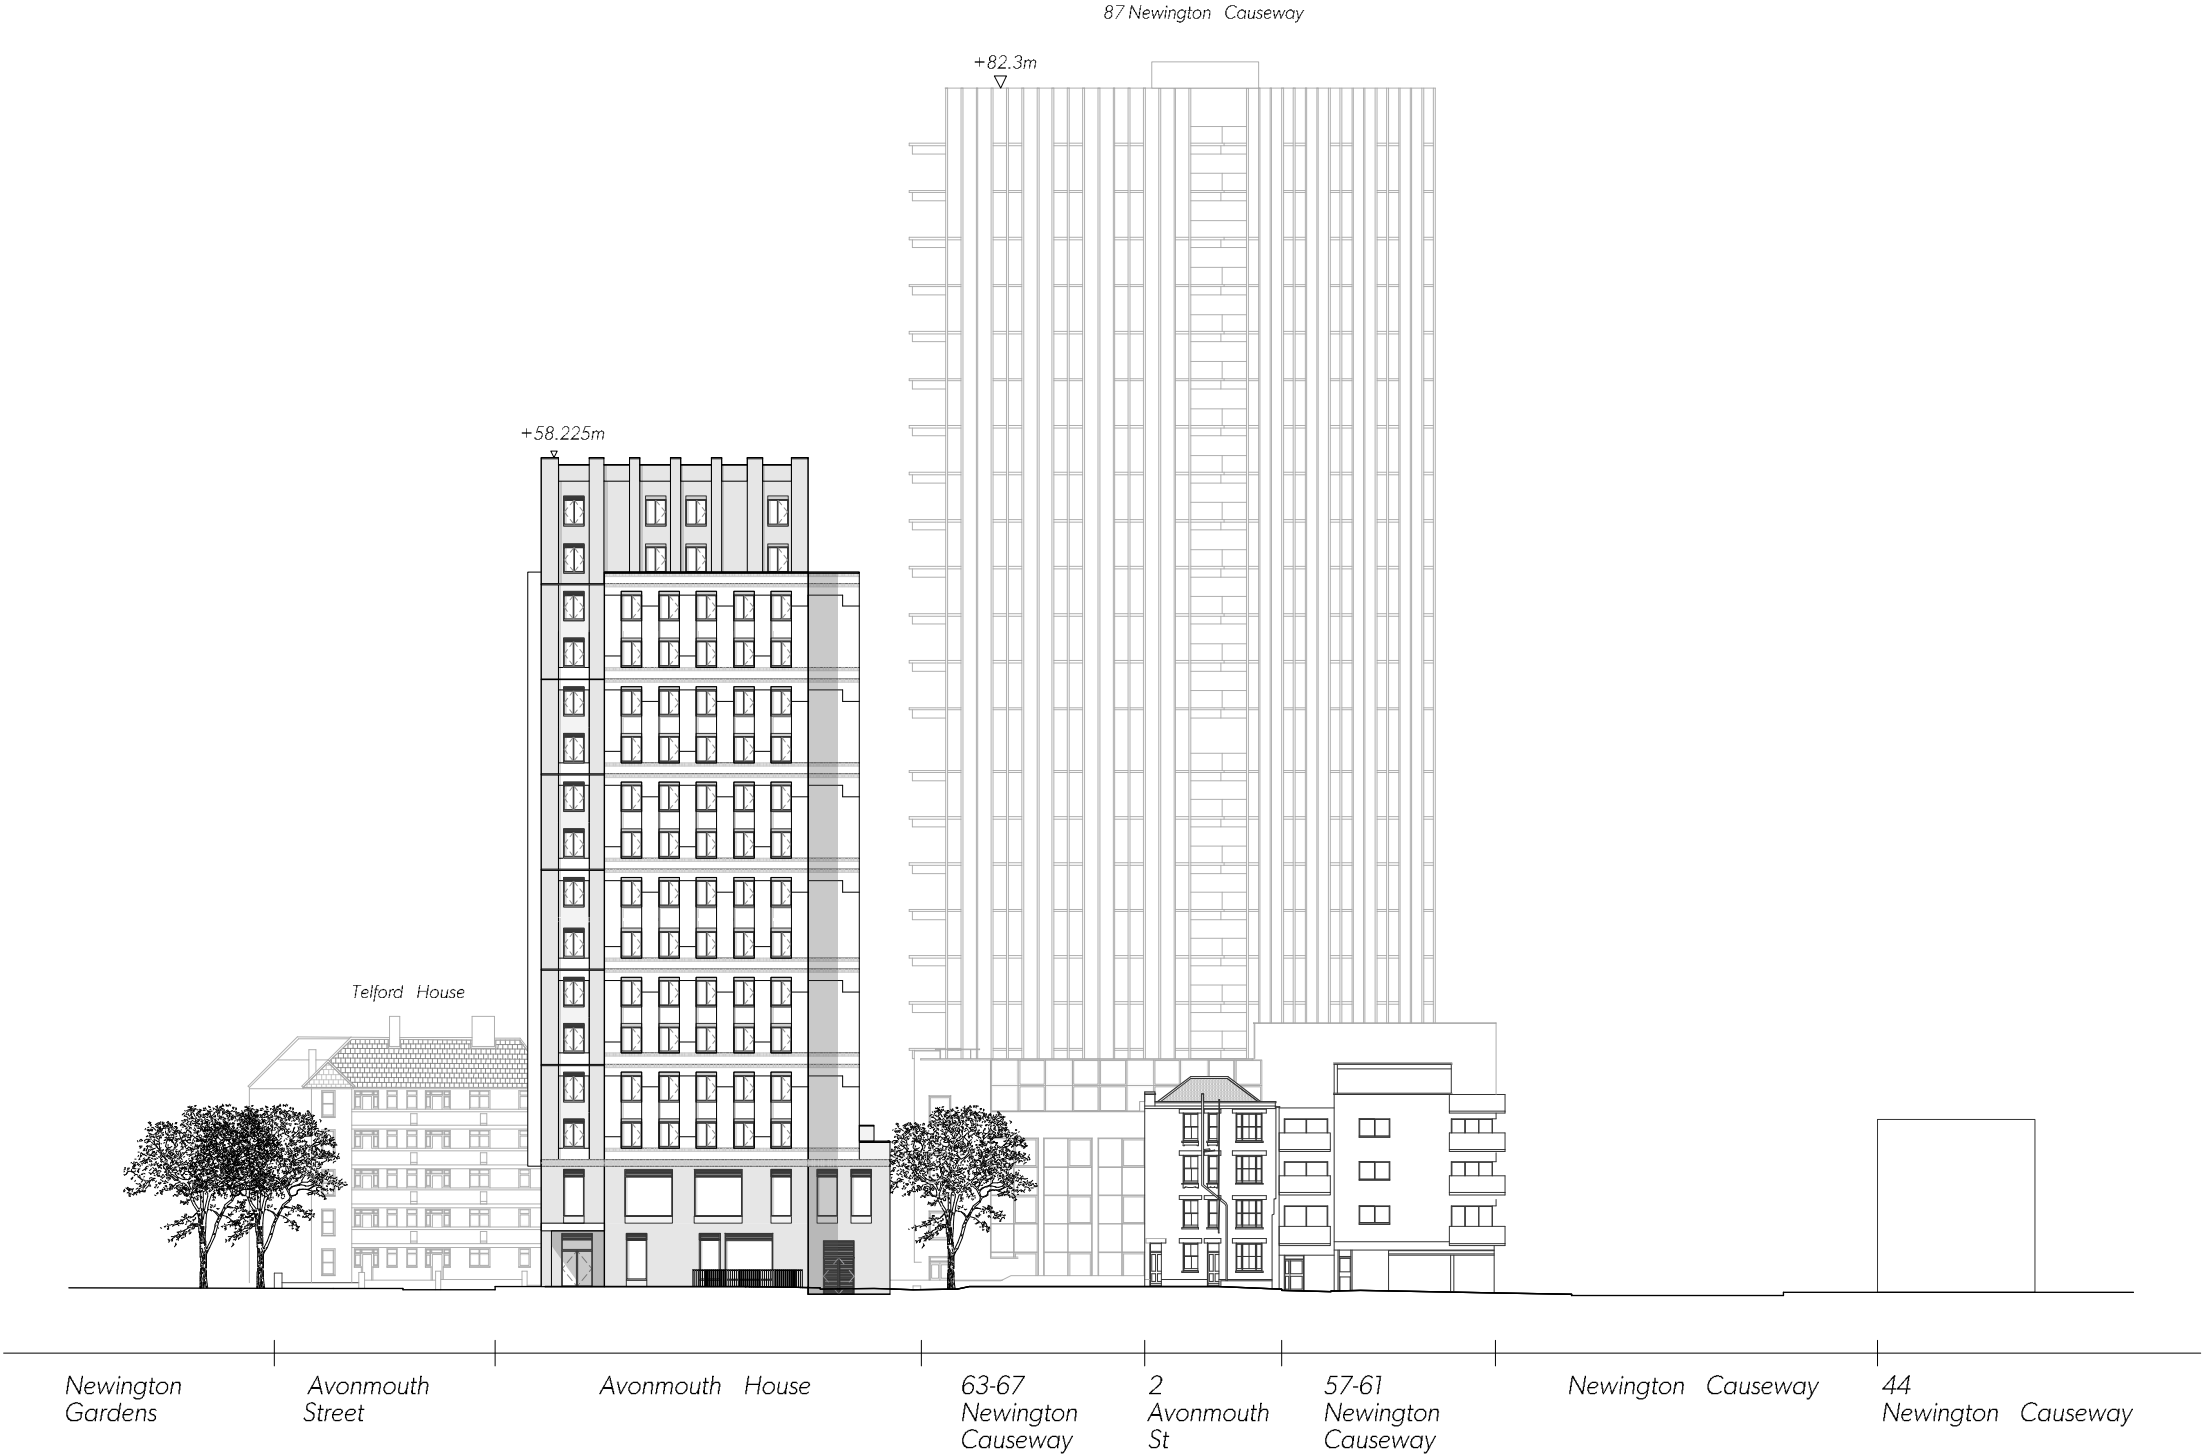 87 Newington Causeway
+82.3m
+58.225m
Telford House
Newington
Gardens
Avonmouth
Street
Avonmouth House
63-67
Newington
Causeway
2
Avonmouth
St
57-61
Newington
Causeway
Newington Causeway
44
Newington Causeway